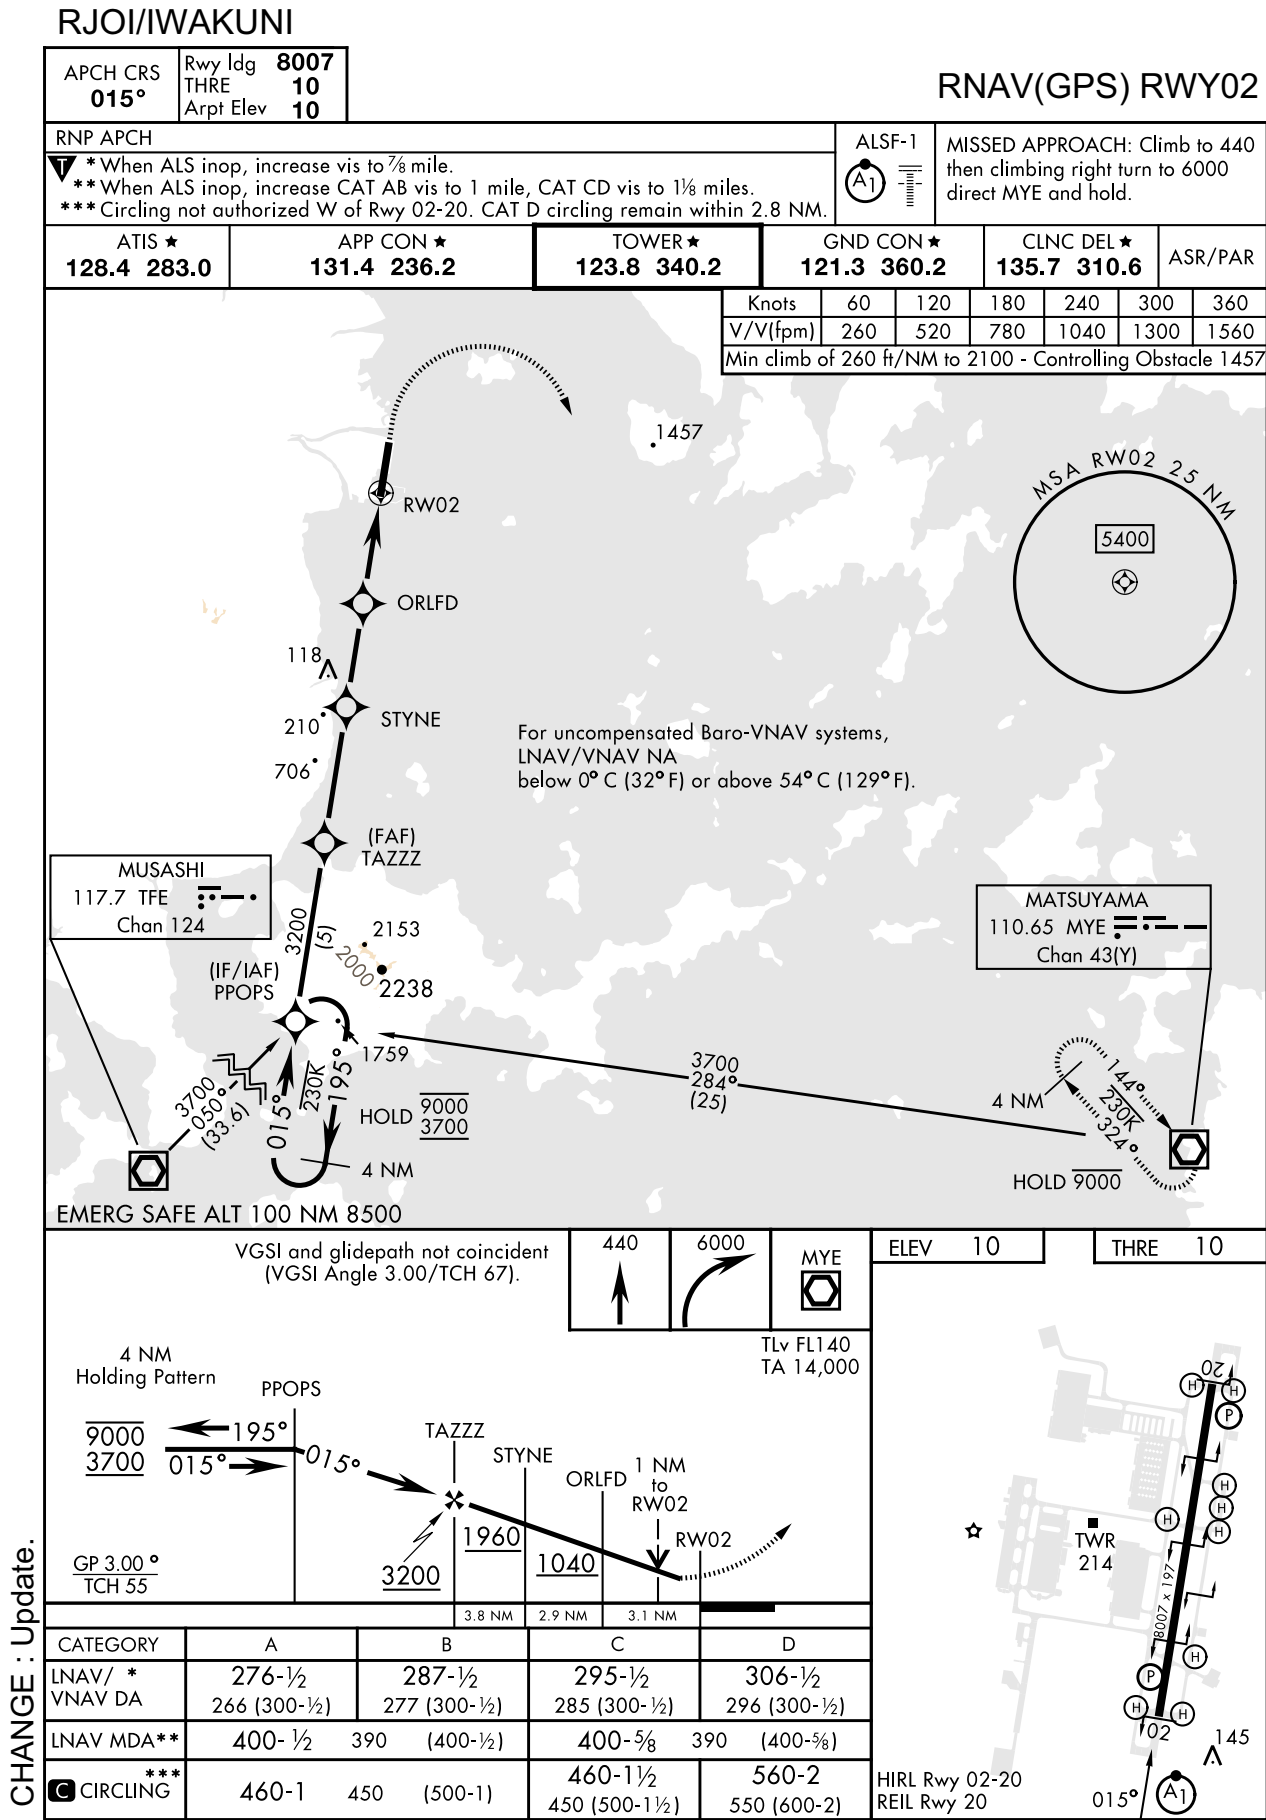 RJOI/IWAKUNI
APCH CRS
015°
Rwy ldg 8007
THRE 10
Arpt Elev 10
RNAV(GPS) RWY02
RNP APCH
T * When ALS inop, increase vis to ⅞ mile.
** When ALS inop, increase CAT AB vis to 1 mile, CAT CD vis to 1⅛ miles.
*** Circling not authorized W of Rwy 02-20. CAT D circling remain within 2.8 NM.
ALSF-1
A1
MISSED APPROACH: Climb to 440
then climbing right turn to 6000
direct MYE and hold.
ATIS ★
128.4 283.0
APP CON ★
131.4 236.2
TOWER ★
123.8 340.2
GND CON ★
121.3 360.2
CLNC DEL ★
135.7 310.6
ASR/PAR
Knots 60 120 180 240 300 360
V/V(fpm) 260 520 780 1040 1300 1560
Min climb of 260 ft/NM to 2100 - Controlling Obstacle 1457
1457
MSA RW02 25 NM
5400
RW02
ORLFD
118
STYNE
210
706
For uncompensated Baro-VNAV systems,
LNAV/VNAV NA
below 0° C (32° F) or above 54° C (129° F).
(FAF)
TAZZZ
MUSASHI
117.7 TFE
Chan 124
3200
(5)
2153
2000
2238
(IF/IAF)
PPOPS
1759
MATSUYAMA
110.65 MYE
Chan 43(Y)
3700
050°
(33.6)
015°
230K
195°
HOLD 9000
3700
4 NM
3700
284°
(25)
4 NM
144°
230K
324°
HOLD 9000
EMERG SAFE ALT 100 NM 8500
VGSI and glidepath not coincident
(VGSI Angle 3.00/TCH 67).
440
6000
MYE
TLv FL140
TA 14,000
4 NM
Holding Pattern
PPOPS
9000
3700
195°
015°
015°
TAZZZ
STYNE
ORLFD
1 NM
to
RW02
RW02
1960
1040
3200
GP 3.00°
TCH 55
3.8 NM 2.9 NM 3.1 NM
ELEV 10
THRE 10
20
H
H
P
H
H
H
H
TWR
214
8007 x 197
H
P
H
H
02
145
HIRL Rwy 02-20
REIL Rwy 20
015°
A1
CATEGORY A B C D
LNAV/ *
VNAV DA
276-½ 287-½ 295-½ 306-½
266 (300-½) 277 (300-½) 285 (300-½) 296 (300-½)
LNAV MDA** 400-½ 390 (400-½) 400-⅝ 390 (400-⅝)
C CIRCLING*** 460-1 450 (500-1)
460-1½
450 (500-1½)
560-2
550 (600-2)
CHANGE : Update.